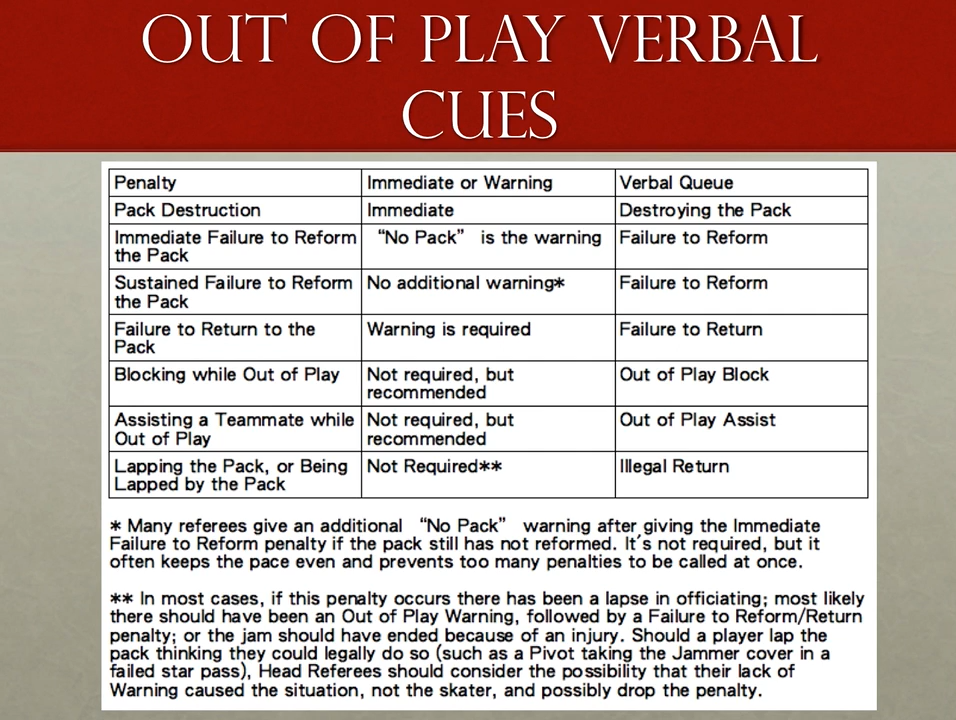 OUT OF PLAY VERBAL
CUES
Penalty Immediate or Warning Verbal Queue
Pack Destruction Immediate Destroying the Pack
Immediate Failure to Reform the Pack “No Pack” is the warning Failure to Reform
Sustained Failure to Reform the Pack No additional warning* Failure to Reform
Failure to Return to the Pack Warning is required Failure to Return
Blocking while Out of Play Not required, but recommended Out of Play Block
Assisting a Teammate while Out of Play Not required, but recommended Out of Play Assist
Lapping the Pack, or Being Lapped by the Pack Not Required** Illegal Return
* Many referees give an additional “No Pack” warning after giving the Immediate
Failure to Reform penalty if the pack still has not reformed. It's not required, but it
often keeps the pace even and prevents too many penalties to be called at once.
** In most cases, if this penalty occurs there has been a lapse in officiating; most likely
there should have been an Out of Play Warning, followed by a Failure to Reform/Return
penalty; or the jam should have ended because of an injury. Should a player lap the
pack thinking they could legally do so (such as a Pivot taking the Jammer cover in a
failed star pass), Head Referees should consider the possibility that their lack of
Warning caused the situation, not the skater, and possibly drop the penalty.